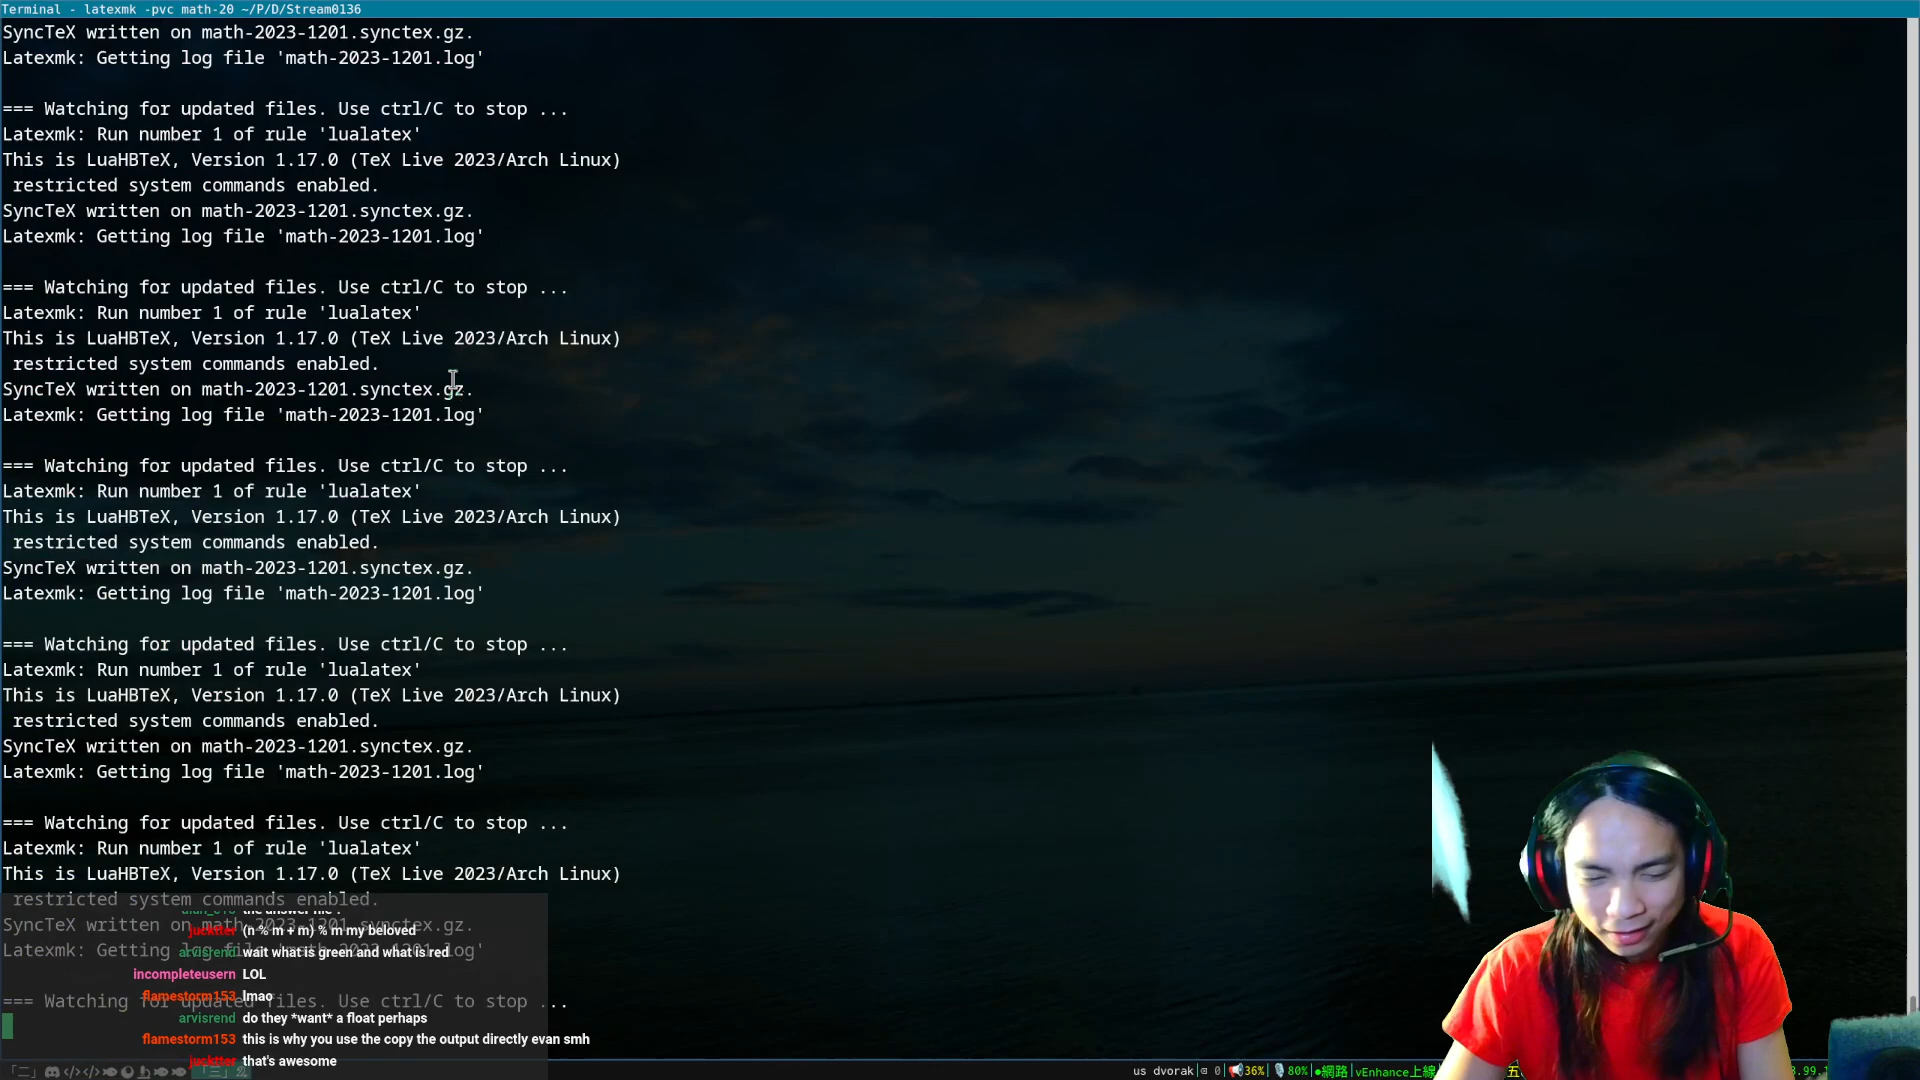 Terminal - latexmk -pvc math-20 ~/P/D/Stream0136
SyncTeX written on math-2023-1201.synctex.gz.
Latexmk: Getting log file 'math-2023-1201.log'
=== Watching for updated files. Use ctrl/C to stop ...
Latexmk: Run number 1 of rule 'lualatex'
This is LuaHBTeX, Version 1.17.0 (TeX Live 2023/Arch Linux)
restricted system commands enabled.
SyncTeX written on math-2023-1201.synctex.gz.
Latexmk: Getting log file 'math-2023-1201.log'
=== Watching for updated files. Use ctrl/C to stop ...
Latexmk: Run number 1 of rule 'lualatex'
This is LuaHBTeX, Version 1.17.0 (TeX Live 2023/Arch Linux)
restricted system commands enabled.
SyncTeX written on math-2023-1201.synctex.gz.
Latexmk: Getting log file 'math-2023-1201.log'
=== Watching for updated files. Use ctrl/C to stop ...
Latexmk: Run number 1 of rule 'lualatex'
This is LuaHBTeX, Version 1.17.0 (TeX Live 2023/Arch Linux)
restricted system commands enabled.
SyncTeX written on math-2023-1201.synctex.gz.
Latexmk: Getting log file 'math-2023-1201.log'
=== Watching for updated files. Use ctrl/C to stop ...
Latexmk: Run number 1 of rule 'lualatex'
This is LuaHBTeX, Version 1.17.0 (TeX Live 2023/Arch Linux)
restricted system commands enabled.
SyncTeX written on math-2023-1201.synctex.gz.
Latexmk: Getting log file 'math-2023-1201.log'
=== Watching for updated files. Use ctrl/C to stop ...
Latexmk: Run number 1 of rule 'lualatex'
This is LuaHBTeX, Version 1.17.0 (TeX Live 2023/Arch Linux)
restricted system commands enabled.
SyncTeX written on math-2023-1201.synctex.gz.
Latexmk: Getting log file 'math-2023-1201.log'
=== Watching for updated files. Use ctrl/C to stop ...
jucktter (n % m + m) % m my beloved
arvisrend wait what is green and what is red
incompleteusern LOL
flamestorm153 lmao
arvisrend do they *want* a float perhaps
flamestorm153 this is why you use the copy the output directly evan smh
jucktter that's awesome
「二」 「三」
us dvorak 0 36% 80% 網路 vEnhance上線 五